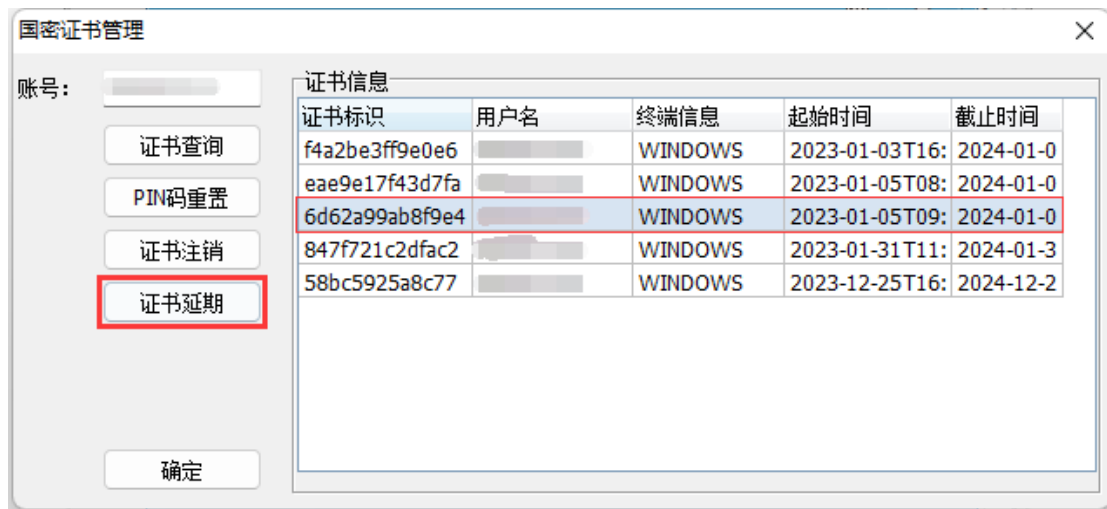 国密证书管理
账号：
证书查询
PIN码重置
证书注销
证书延期
确定
证书信息
证书标识 用户名 终端信息 起始时间 截止时间
f4a2be3ff9e0e6 WINDOWS 2023-01-03T16: 2024-01-0
eae9e17f43d7fa WINDOWS 2023-01-05T08: 2024-01-0
6d62a99ab8f9e4 WINDOWS 2023-01-05T09: 2024-01-0
847f721c2dfac2 WINDOWS 2023-01-31T11: 2024-01-3
58bc5925a8c77 WINDOWS 2023-12-25T16: 2024-12-2